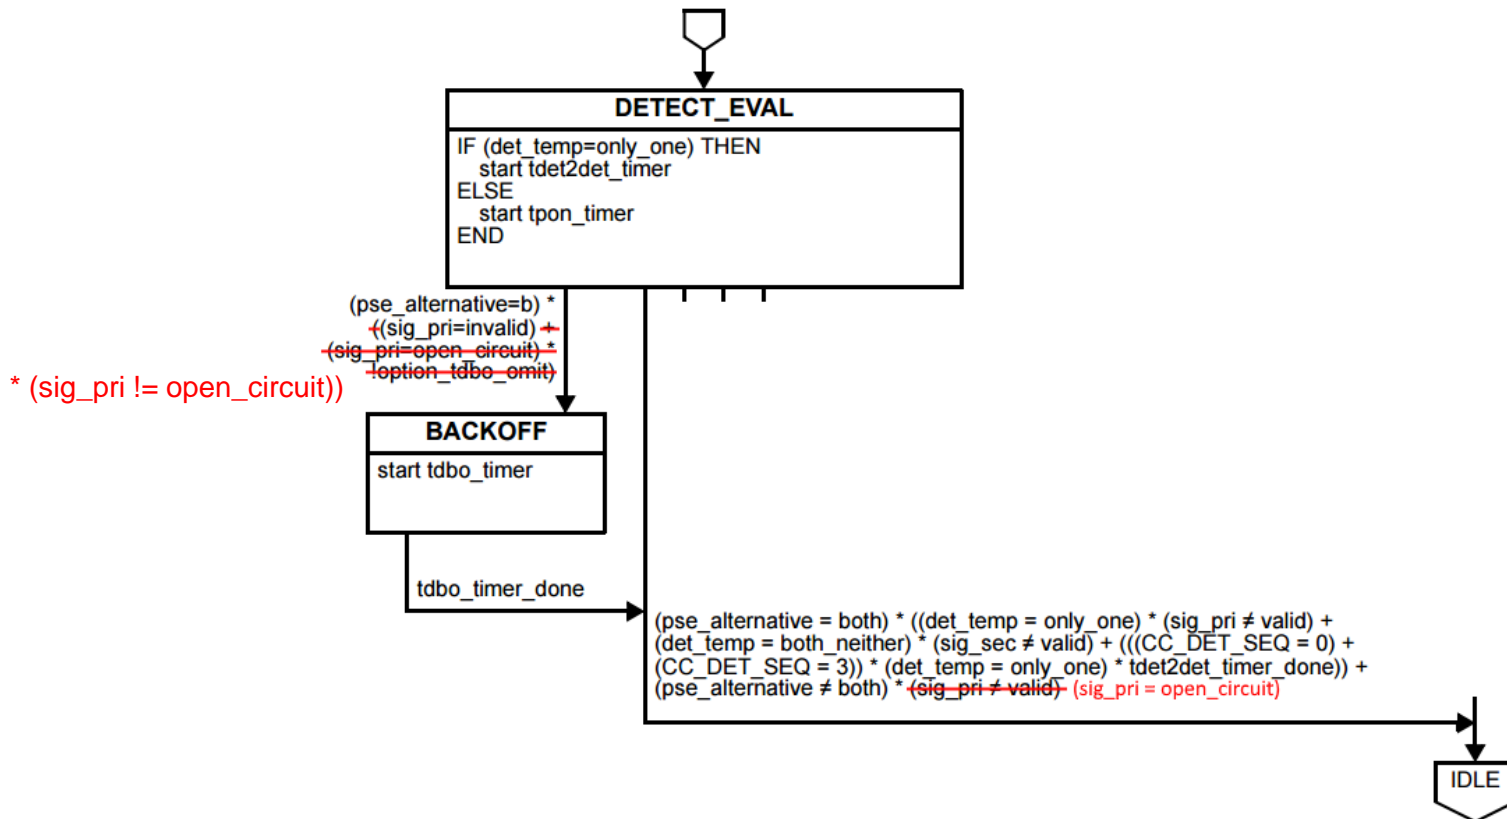 DETECT_EVAL
IF (det_temp=only_one) THEN
start tdet2det_timer
ELSE
start tpon_timer
END
(pse_alternative=b) *
((sig_pri=invalid) +
(sig_pri=open_circuit) *
!option_tdbo_omit)
* (sig_pri != open_circuit))
BACKOFF
start tdbo_timer
tdbo_timer_done
(pse_alternative = both) * ((det_temp = only_one) * (sig_pri ≠ valid) +
(det_temp = both_neither) * (sig_sec ≠ valid) + (((CC_DET_SEQ = 0) +
(CC_DET_SEQ = 3)) * (det_temp = only_one) * tdet2det_timer_done)) +
(pse_alternative ≠ both) * (sig_pri ≠ valid) (sig_pri = open_circuit)
IDLE